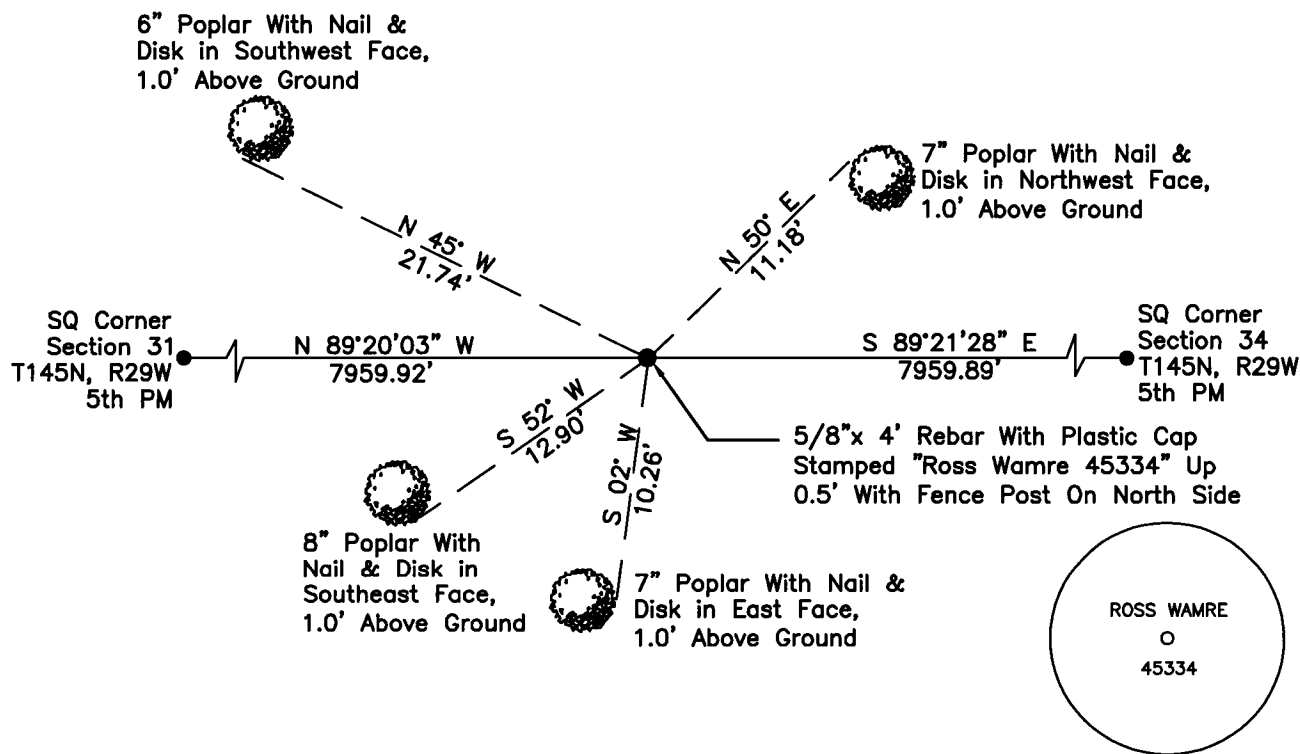 6" Poplar With Nail &
Disk in Southwest Face,
1.0' Above Ground
7" Poplar With Nail &
Disk in Northwest Face,
1.0' Above Ground
N 45° W
21.74'
N 50° E
11.18'
SQ Corner
Section 31
T145N, R29W
5th PM
N 89°20'03" W
7959.92'
S 89°21'28" E
7959.89'
SQ Corner
Section 34
T145N, R29W
5th PM
S 52° W
12.90'
S 02° W
10.26'
5/8"x 4' Rebar With Plastic Cap
Stamped "Ross Wamre 45334" Up
0.5' With Fence Post On North Side
8" Poplar With
Nail & Disk in
Southeast Face,
1.0' Above Ground
7" Poplar With Nail &
Disk in East Face,
1.0' Above Ground
ROSS WAMRE
45334